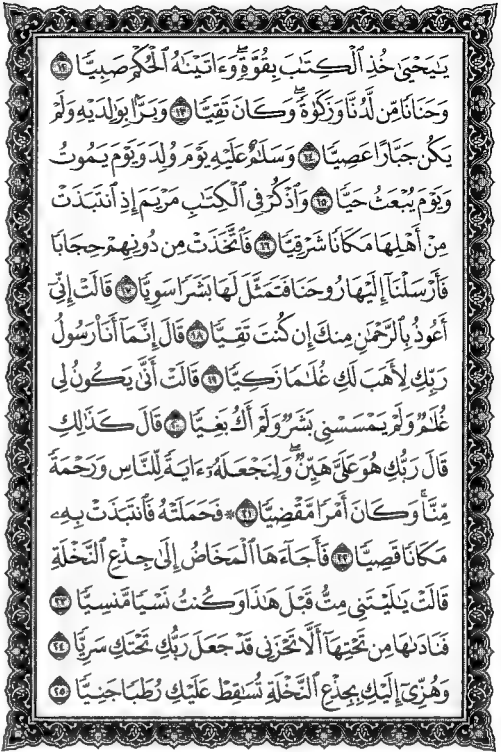 يَٰيَحْيَىٰ خُذِ ٱلْكِتَٰبَ بِقُوَّةٍۖ وَءَاتَيْنَٰهُ ٱلْحُكْمَ صَبِيًّا ١٢
وَحَنَانًا مِّن لَّدُنَّا وَزَكَوٰةًۖ وَكَانَ تَقِيًّا ١٣ وَبَرًّۢا بِوَٰلِدَيْهِ وَلَمْ
يَكُن جَبَّارًا عَصِيًّا ١٤ وَسَلَٰمٌ عَلَيْهِ يَوْمَ وُلِدَ وَيَوْمَ يَمُوتُ
وَيَوْمَ يُبْعَثُ حَيًّا ١٥ وَٱذْكُرْ فِى ٱلْكِتَٰبِ مَرْيَمَ إِذِ ٱنتَبَذَتْ
مِنْ أَهْلِهَا مَكَانًا شَرْقِيًّا ١٦ فَٱتَّخَذَتْ مِن دُونِهِمْ حِجَابًا
فَأَرْسَلْنَآ إِلَيْهَا رُوحَنَا فَتَمَثَّلَ لَهَا بَشَرًا سَوِيًّا ١٧ قَالَتْ إِنِّىٓ
أَعُوذُ بِٱلرَّحْمَٰنِ مِنكَ إِن كُنتَ تَقِيًّا ١٨ قَالَ إِنَّمَآ أَنَا۠ رَسُولُ
رَبِّكِ لِأَهَبَ لَكِ غُلَٰمًا زَكِيًّا ١٩ قَالَتْ أَنَّىٰ يَكُونُ لِى
غُلَٰمٌ وَلَمْ يَمْسَسْنِى بَشَرٌ وَلَمْ أَكُ بَغِيًّا ٢٠ قَالَ كَذَٰلِكِ
قَالَ رَبُّكِ هُوَ عَلَىَّ هَيِّنٌۖ وَلِنَجْعَلَهُۥٓ ءَايَةً لِّلنَّاسِ وَرَحْمَةً
مِّنَّاۚ وَكَانَ أَمْرًا مَّقْضِيًّا ٢١ ۞ فَحَمَلَتْهُ فَٱنتَبَذَتْ بِهِۦ
مَكَانًا قَصِيًّا ٢٢ فَأَجَآءَهَا ٱلْمَخَاضُ إِلَىٰ جِذْعِ ٱلنَّخْلَةِ
قَالَتْ يَٰلَيْتَنِى مِتُّ قَبْلَ هَٰذَا وَكُنتُ نَسْيًا مَّنسِيًّا ٢٣
فَنَادَىٰهَا مِن تَحْتِهَآ أَلَّا تَحْزَنِى قَدْ جَعَلَ رَبُّكِ تَحْتَكِ سَرِيًّا ٢٤
وَهُزِّىٓ إِلَيْكِ بِجِذْعِ ٱلنَّخْلَةِ تُسَٰقِطْ عَلَيْكِ رُطَبًا جَنِيًّا ٢٥